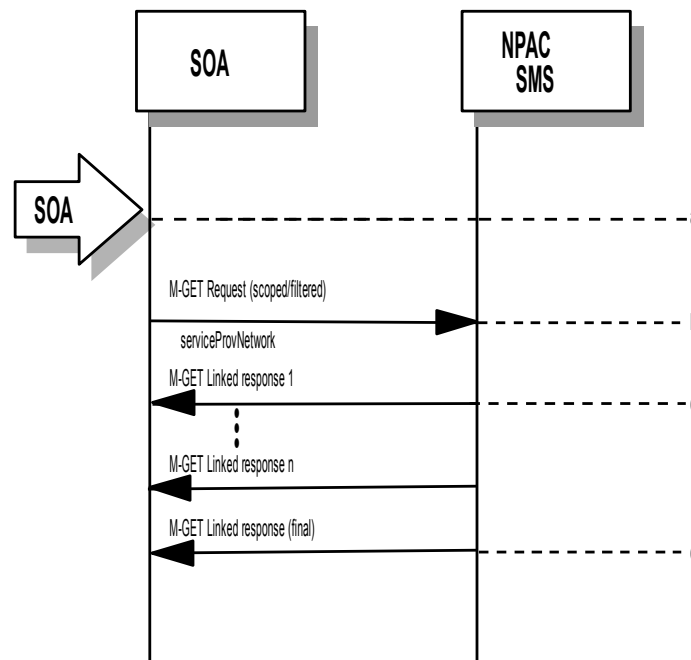 SOA
NPAC
SMS
SOA
M-GET Request (scoped/filtered)
serviceProvNetwork
M-GET Linked response 1
M-GET Linked response n
M-GET Linked response (final)